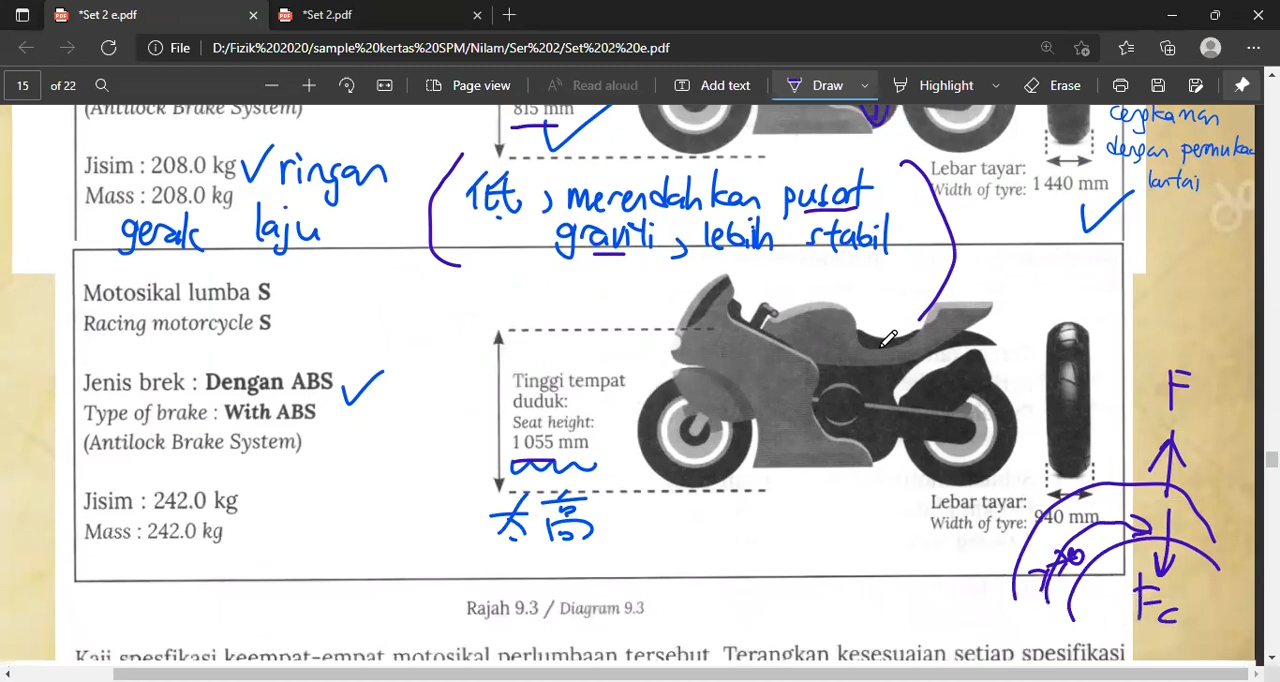 *Set 2 e.pdf
*Set 2.pdf
File
D:/Fizik%202020/sample%20kertas%20SPM/Nilam/Ser%202/Set%202%20e.pdf
15 of 22
Page view
Read aloud
Add text
Draw
Highlight
Erase
(Antilock Brake System)
815 mm
cengkaman
dengan permukaa
lantai
Jisim : 208.0 kg
ringan
Mass : 208.0 kg
gerak laju
低, merendahkan pusat
graviti, lebih stabil
Lebar tayar:
Width of tyre: 1 440 mm
Motosikal lumba S
Racing motorcycle S
Jenis brek : Dengan ABS
Type of brake : With ABS
(Antilock Brake System)
Tinggi tempat
duduk:
Seat height:
1 055 mm
太高
Jisim : 242.0 kg
Mass : 242.0 kg
Lebar tayar:
Width of tyre: 940 mm
F
Fc
Rajah 9.3 / Diagram 9.3
Kaji spesfikasi keempat-empat motosikal perlumbaan tersebut. Terangkan kesesuaian setiap spesifikasi